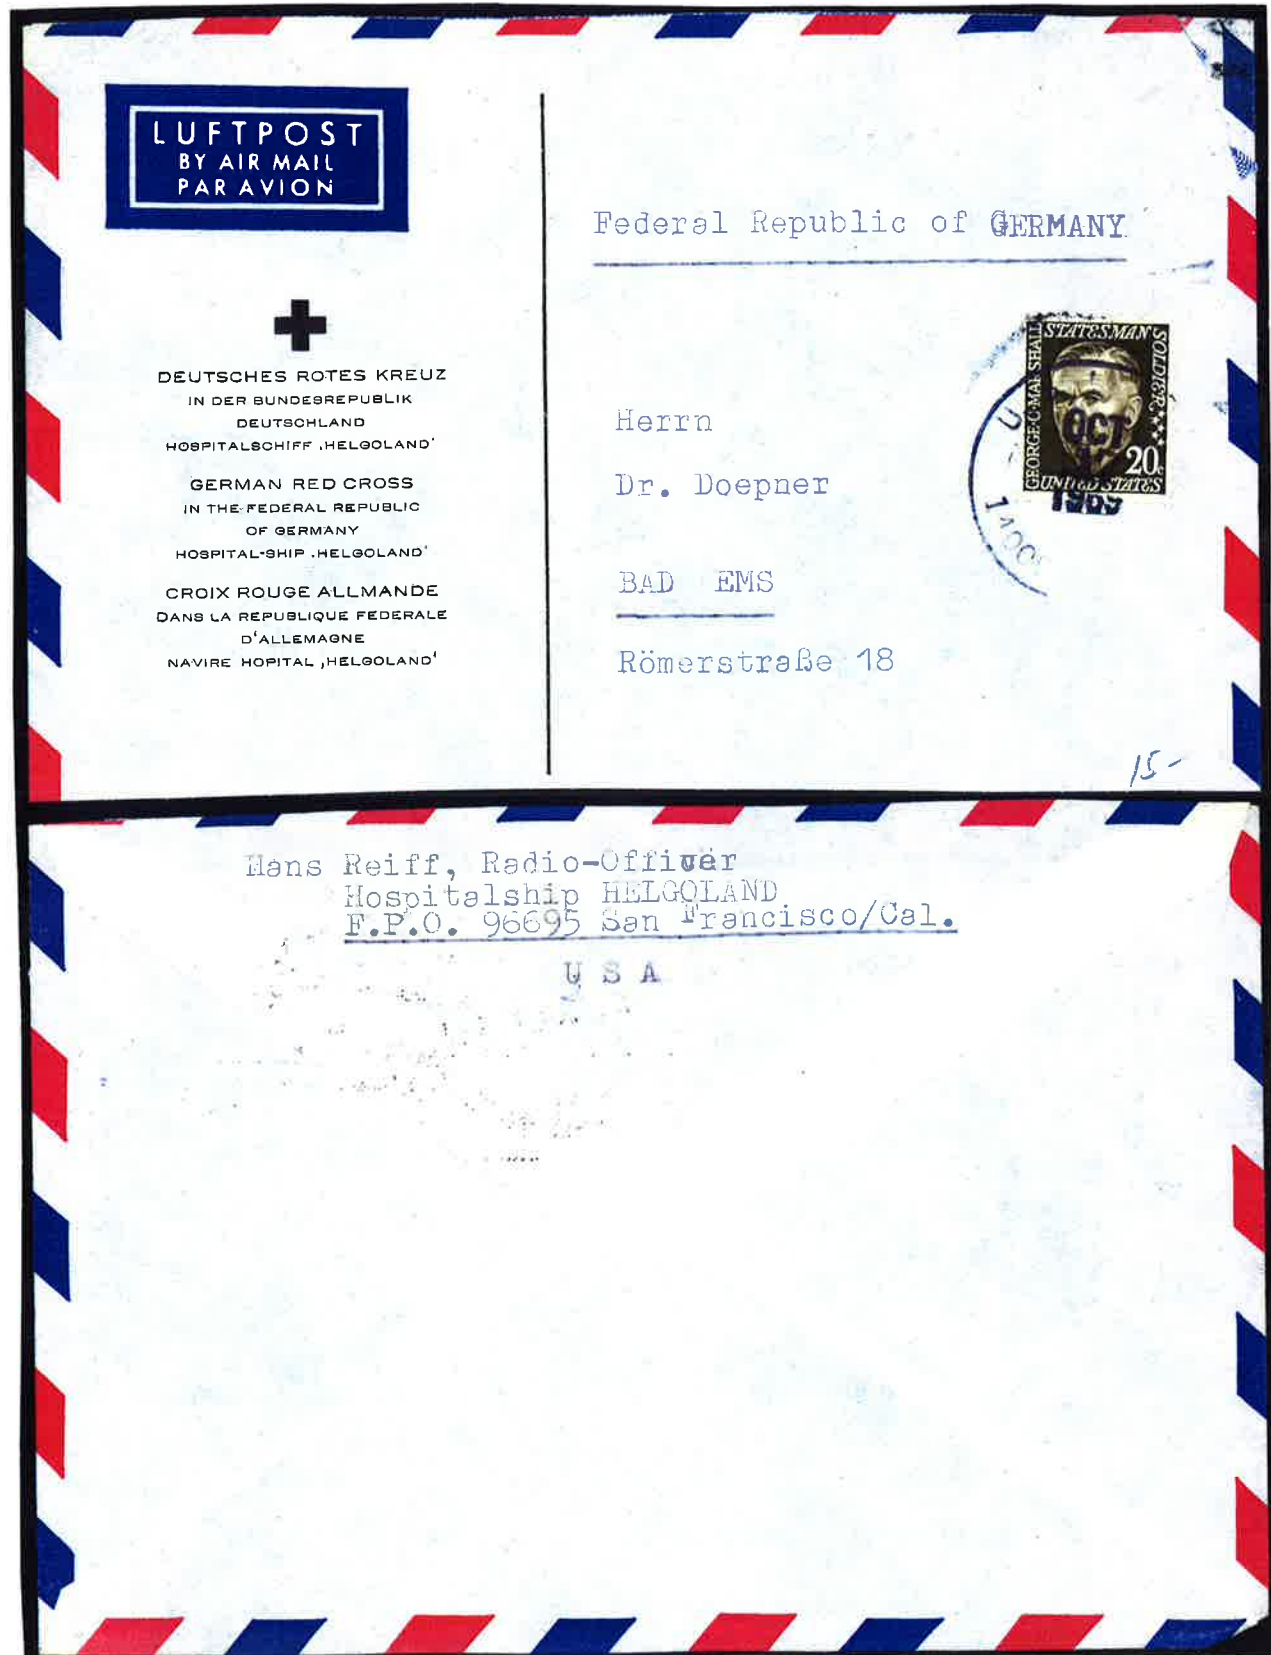 LUFTPOST
BY AIR MAIL
PAR AVION
DEUTSCHES ROTES KREUZ
IN DER BUNDESREPUBLIK
DEUTSCHLAND
HOSPITALSCHIFF ‚HELGOLAND'
GERMAN RED CROSS
IN THE FEDERAL REPUBLIC
OF GERMANY
HOSPITAL-SHIP ‚HELGOLAND'
CROIX ROUGE ALLMANDE
DANS LA REPUBLIQUE FEDERALE
D'ALLEMAGNE
NAVIRE HOPITAL ‚HELGOLAND'
Federal Republic of GERMANY
STATESMAN
SOLDIER
GEORGE·C·MARSHALL
20c
UNITED STATES
U
OCT
1969
Herrn
Dr. Doepner
BAD EMS
Römerstraße 18
15-
Hans Reiff, Radio-Officer
Hospitalship HELGOLAND
F.P.O. 96695 San Francisco/Cal.
U S A